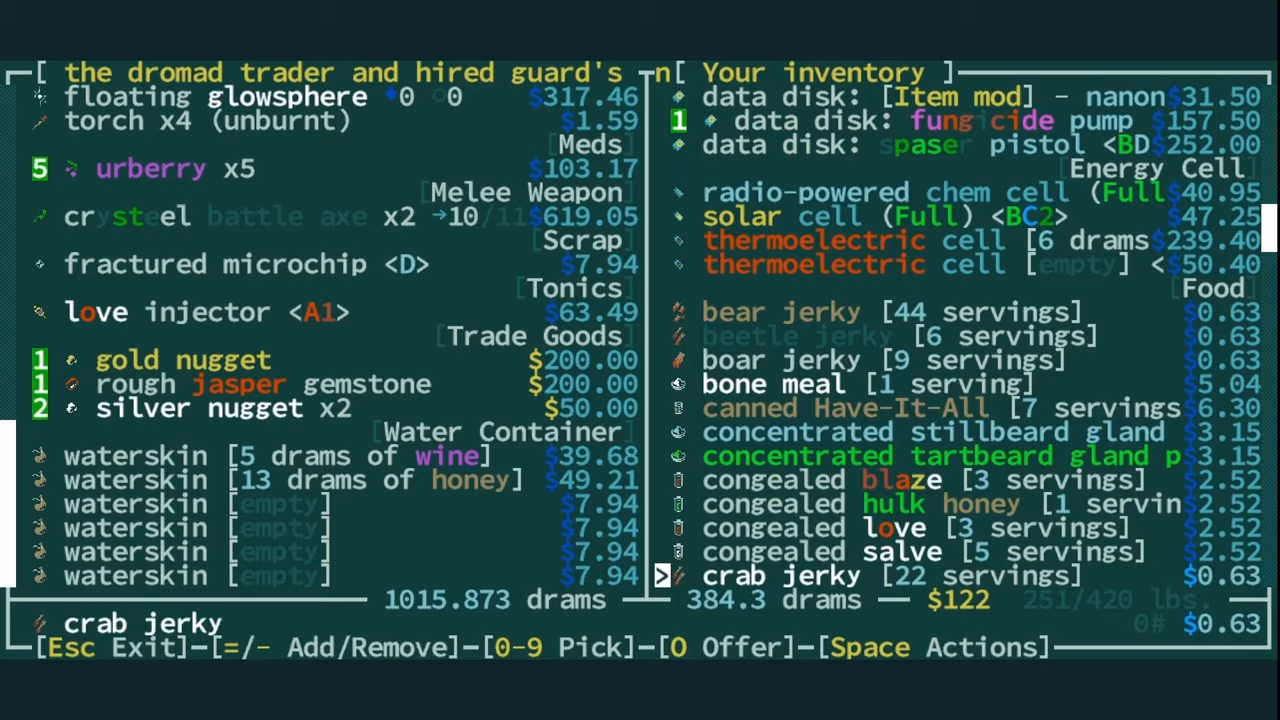 [ the dromad trader and hired guard's n[ Your inventory ]
floating glowsphere ♦0 ○0 $317.46
torch x4 (unburnt) $1.59
[Meds]
5 urberry x5 $103.17
[Melee Weapon]
crysteel battle axe x2 →10/11 $619.05
[Scrap]
fractured microchip <D> $7.94
[Tonics]
love injector <A1> $63.49
[Trade Goods]
1 gold nugget $200.00
1 rough jasper gemstone $200.00
2 silver nugget x2 $50.00
[Water Container]
waterskin [5 drams of wine] $39.68
waterskin [13 drams of honey] $49.21
waterskin [empty] $7.94
waterskin [empty] $7.94
waterskin [empty] $7.94
waterskin [empty] $7.94
data disk: [Item mod] - nanon $31.50
1 data disk: fungicide pump $157.50
data disk: spaser pistol <BD $252.00
[Energy Cell]
radio-powered chem cell (Full $40.95
solar cell (Full) <BC2> $47.25
thermoelectric cell [6 drams $239.40
thermoelectric cell [empty] < $50.40
[Food]
bear jerky [44 servings] $0.63
beetle jerky [6 servings] $0.63
boar jerky [9 servings] $0.63
bone meal [1 serving] $5.04
canned Have-It-All [7 servings $6.30
concentrated stillbeard gland $3.15
concentrated tartbeard gland p $3.15
congealed blaze [3 servings] $2.52
congealed hulk honey [1 servin $2.52
congealed love [3 servings] $2.52
congealed salve [5 servings] $2.52
> crab jerky [22 servings] $0.63
1015.873 drams 384.3 drams — $122 251/420 lbs.
crab jerky 0# $0.63
[Esc Exit]—[=/- Add/Remove]—[0-9 Pick]—[O Offer]—[Space Actions]